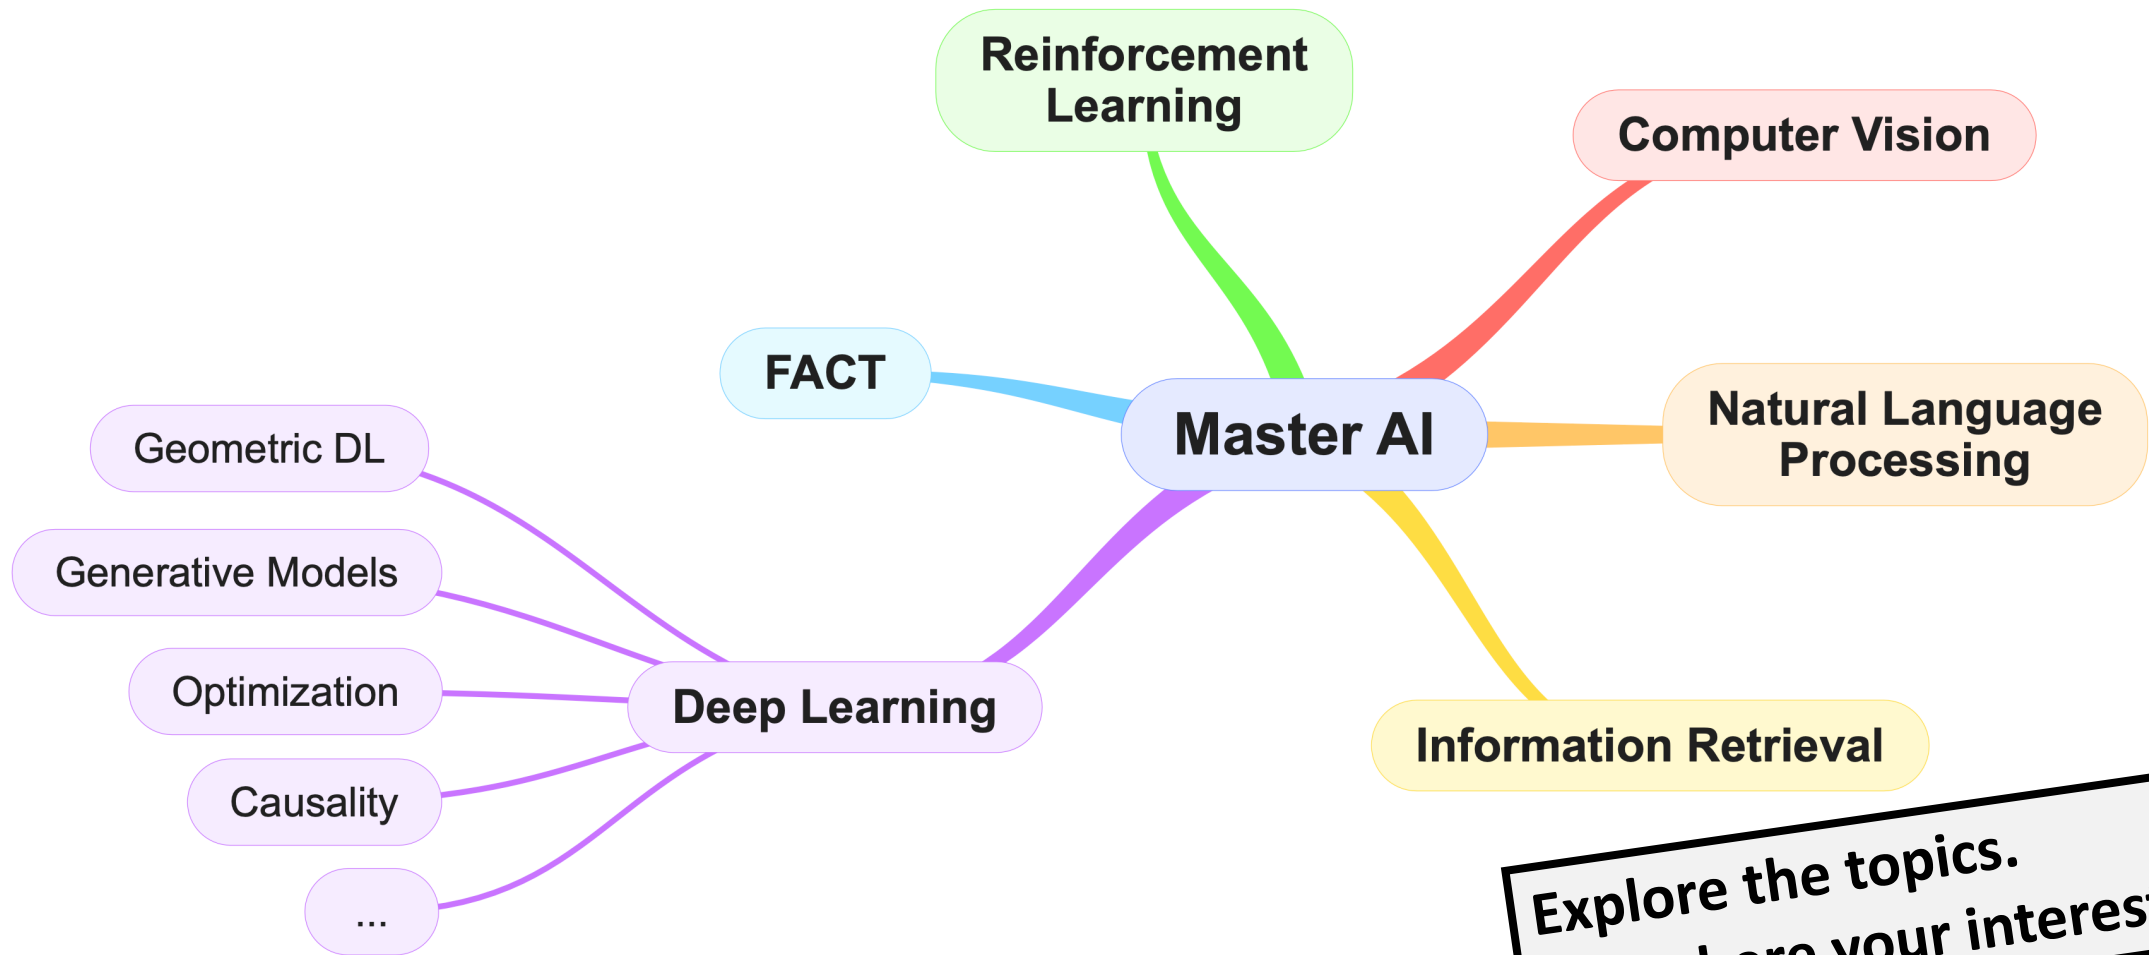 Reinforcement
Learning
Computer Vision
FACT
Master AI
Natural Language
Processing
Geometric DL
Generative Models
Optimization
Deep Learning
Causality
Information Retrieval
...
Explore the topics.
your